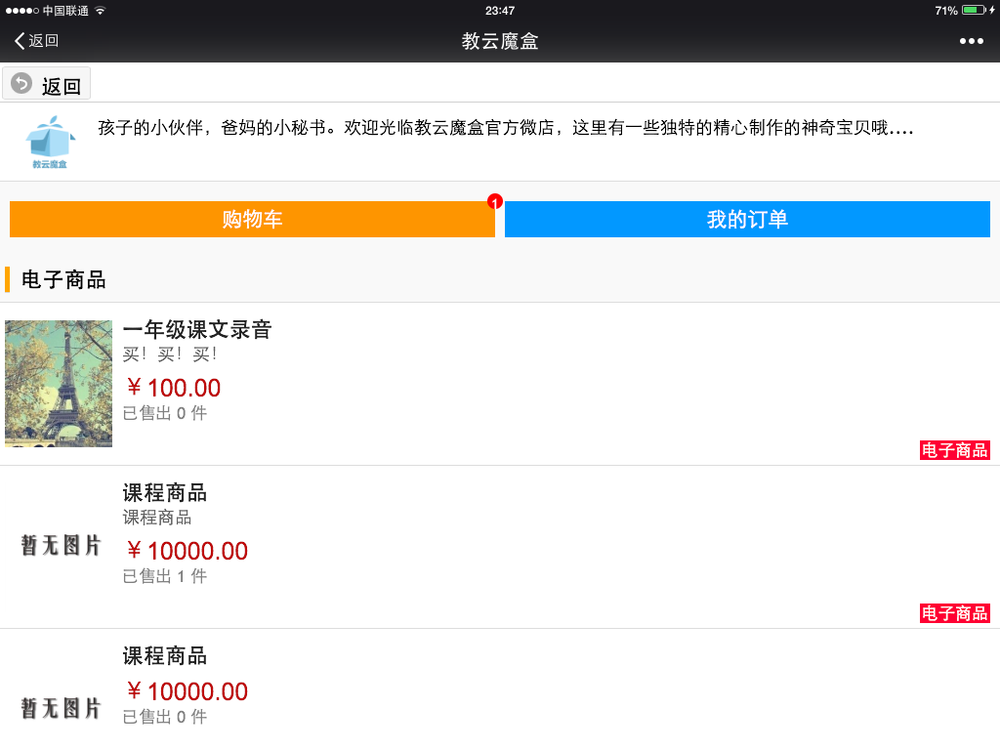 中国联通
23:47
71%
返回
教云魔盒
返回
教云魔盒
孩子的小伙伴，爸妈的小秘书。欢迎光临教云魔盒官方微店，这里有一些独特的精心制作的神奇宝贝哦....
购物车
1
我的订单
电子商品
一年级课文录音
买！买！买！
￥100.00
已售出 0 件
电子商品
课程商品
课程商品
暂无图片
￥10000.00
已售出 1 件
电子商品
课程商品
￥10000.00
暂无图片
已售出 0 件